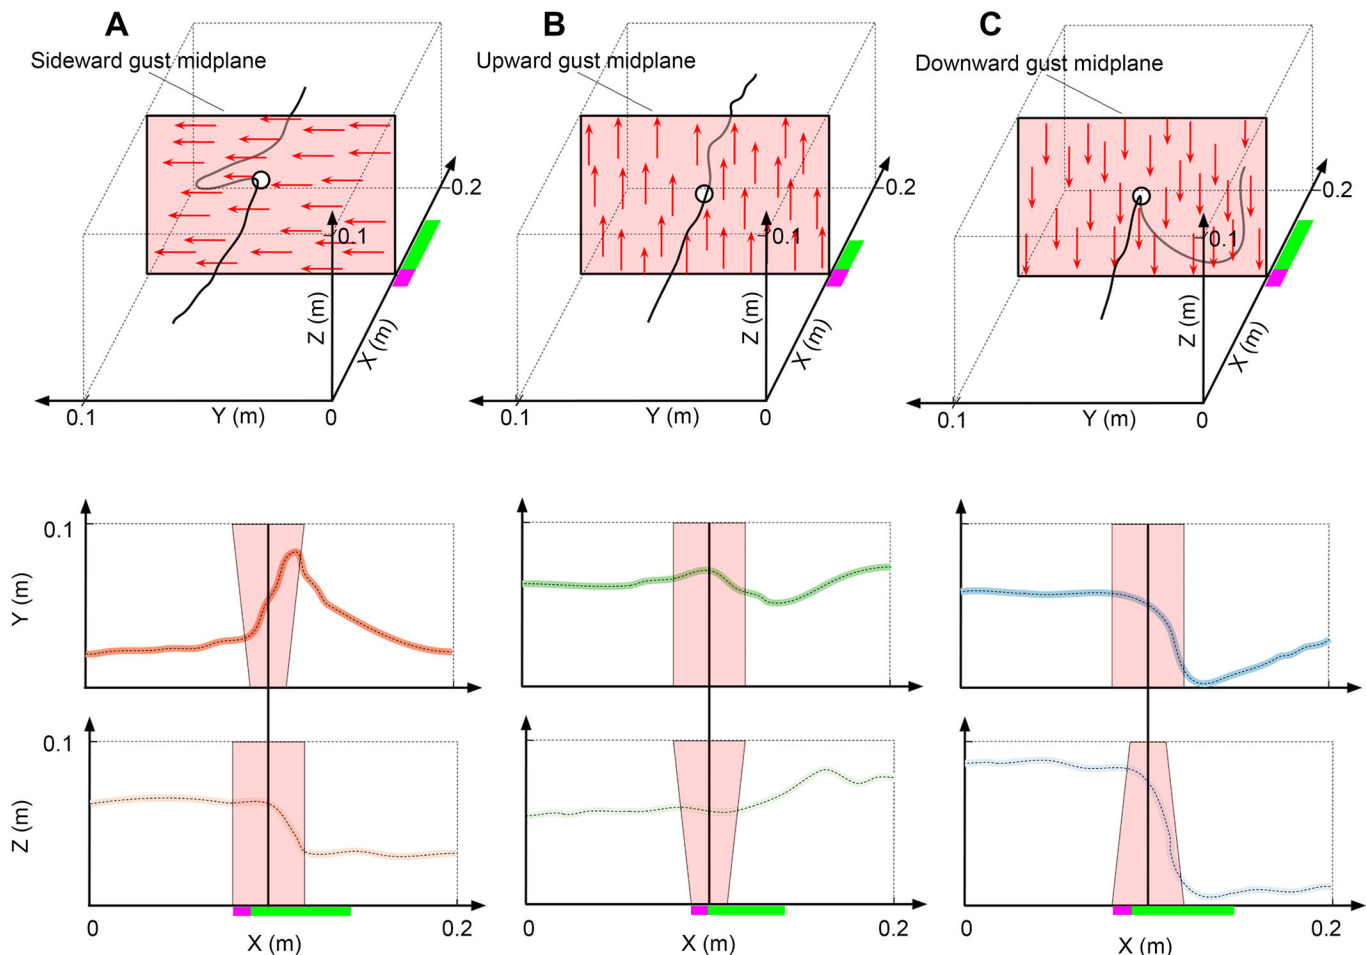 A
B
C
Sideward gust midplane
Upward gust midplane
Downward gust midplane
0.2
0.2
0.2
0.1
0.1
0.1
Z (m)
X (m)
Z (m)
X (m)
Z (m)
X (m)
0.1
Y (m)
0
0.1
Y (m)
0
0.1
Y (m)
0
0.1
Y (m)
0.1
Z (m)
0
X (m)
0.2
0
X (m)
0.2
0
X (m)
0.2